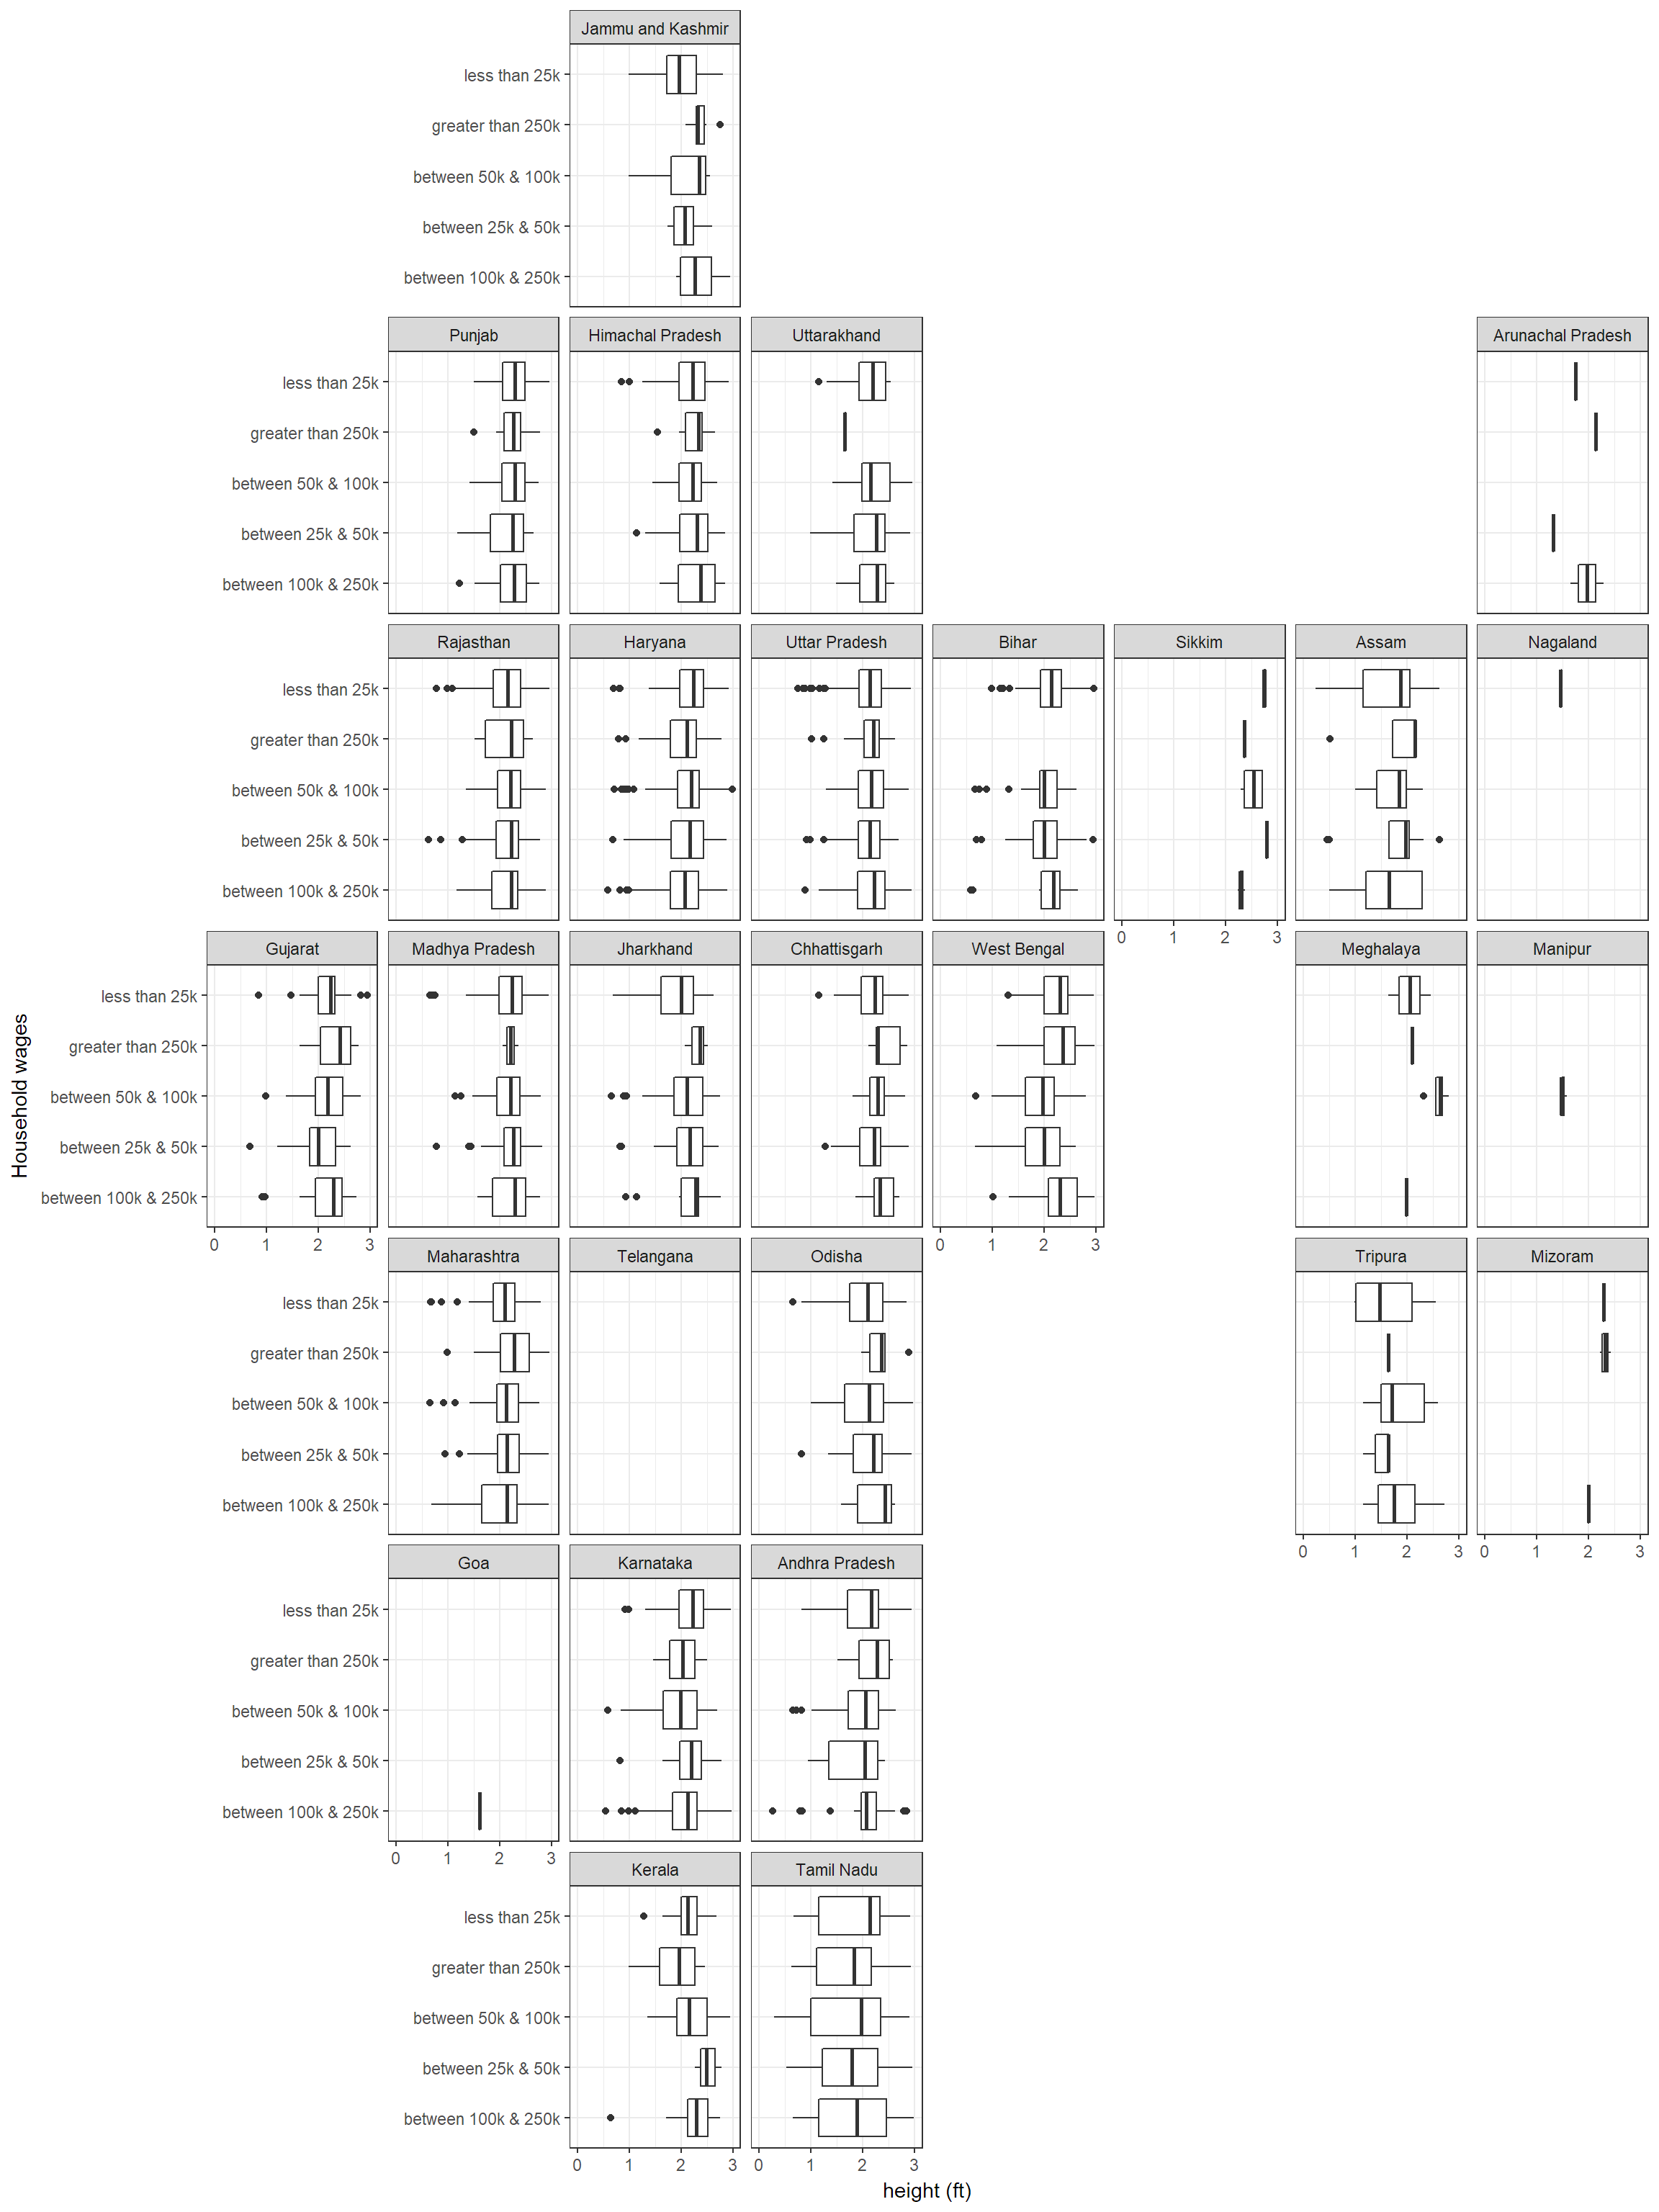 Jammu and Kashmir
less than 25k
greater than 250k
between 50k & 100k
between 25k & 50k
between 100k & 250k
Punjab Himachal Pradesh Uttarakhand Arunachal Pradesh
less than 25k
greater than 250k
between 50k & 100k
between 25k & 50k
between 100k & 250k
Rajasthan Haryana Uttar Pradesh Bihar Sikkim Assam Nagaland
less than 25k
greater than 250k
between 50k & 100k
between 25k & 50k
between 100k & 250k
0 1 2 3
Gujarat Madhya Pradesh Jharkhand Chhattisgarh West Bengal Meghalaya Manipur
less than 25k
greater than 250k
between 50k & 100k
between 25k & 50k
between 100k & 250k
0 1 2 3 0 1 2 3
Household wages
Maharashtra Telangana Odisha Tripura Mizoram
less than 25k
greater than 250k
between 50k & 100k
between 25k & 50k
between 100k & 250k
0 1 2 3 0 1 2 3
Goa Karnataka Andhra Pradesh
less than 25k
greater than 250k
between 50k & 100k
between 25k & 50k
between 100k & 250k
0 1 2 3
Kerala Tamil Nadu
less than 25k
greater than 250k
between 50k & 100k
between 25k & 50k
between 100k & 250k
0 1 2 3 0 1 2 3
height (ft)